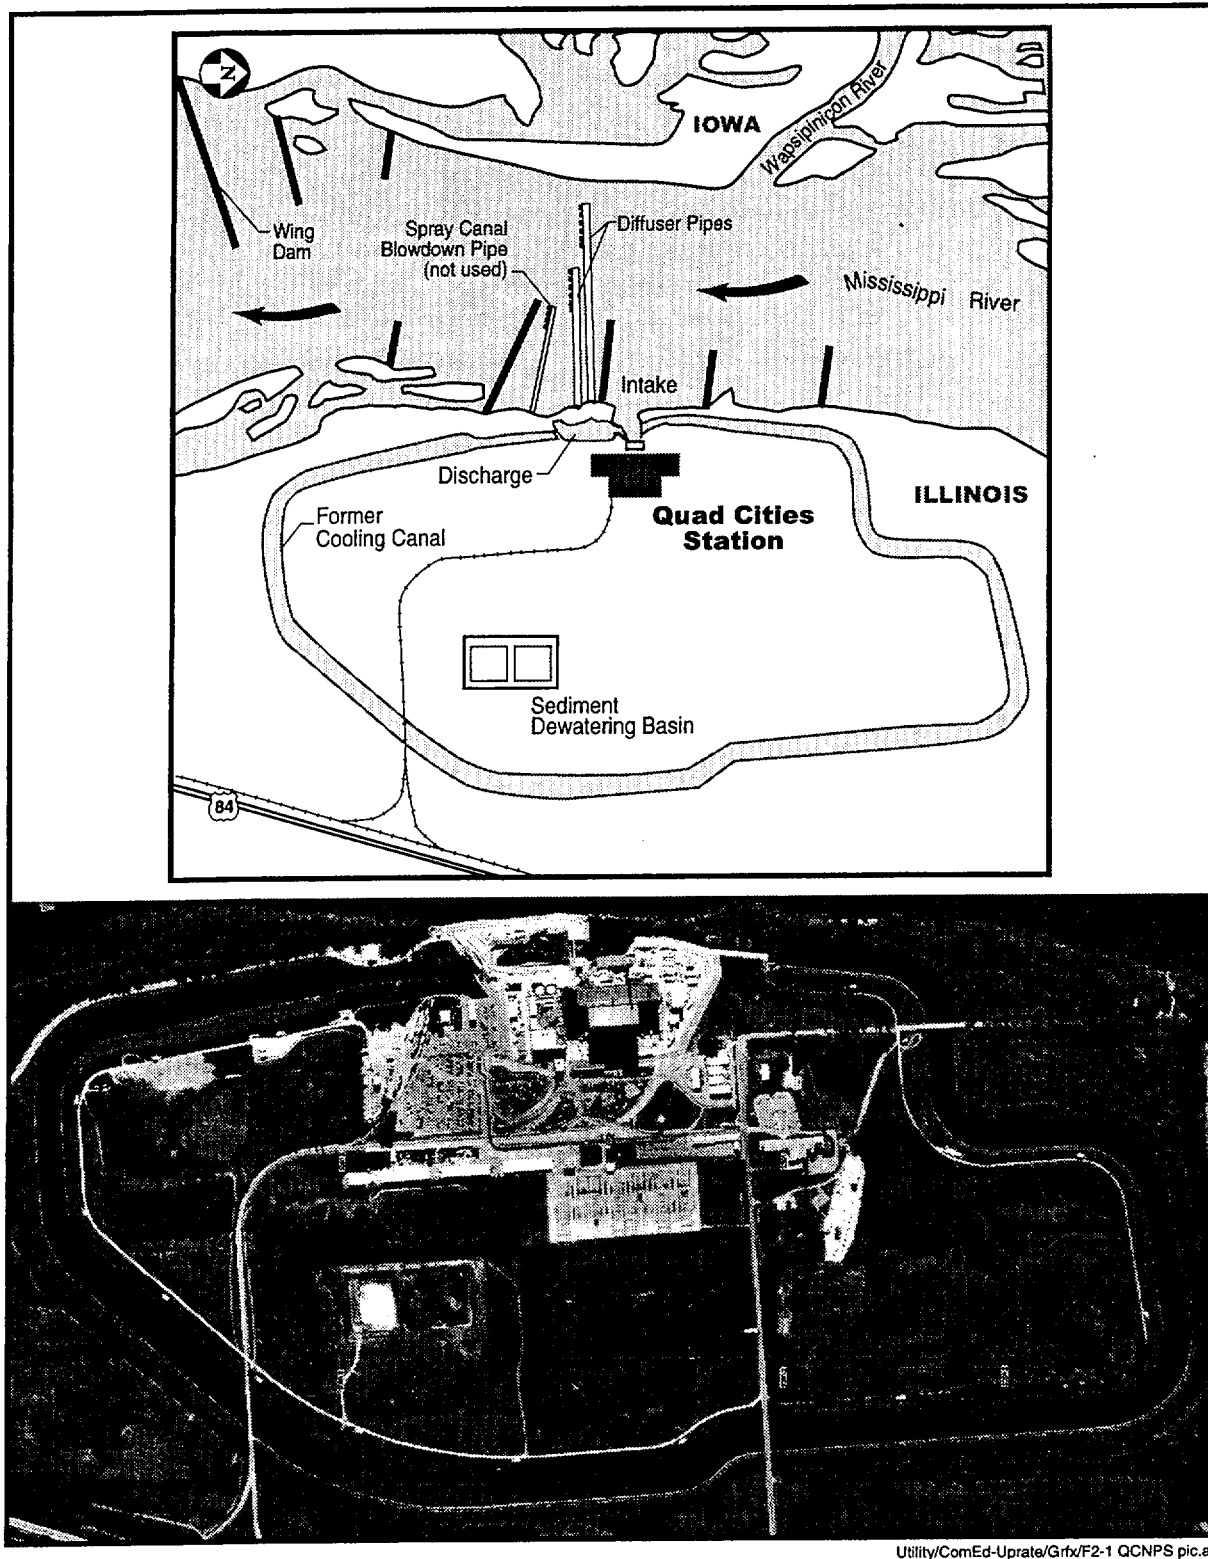 N
IOWA
Wapsipinicon River
Wing
Dam
Spray Canal
Blowdown Pipe
(not used)
Diffuser Pipes
Mississippi River
Intake
Discharge
ILLINOIS
Quad Cities
Station
Former
Cooling Canal
Sediment
Dewatering Basin
84
Utility/ComEd-Uprate/Grfx/F2-1 QCNPS pic.a